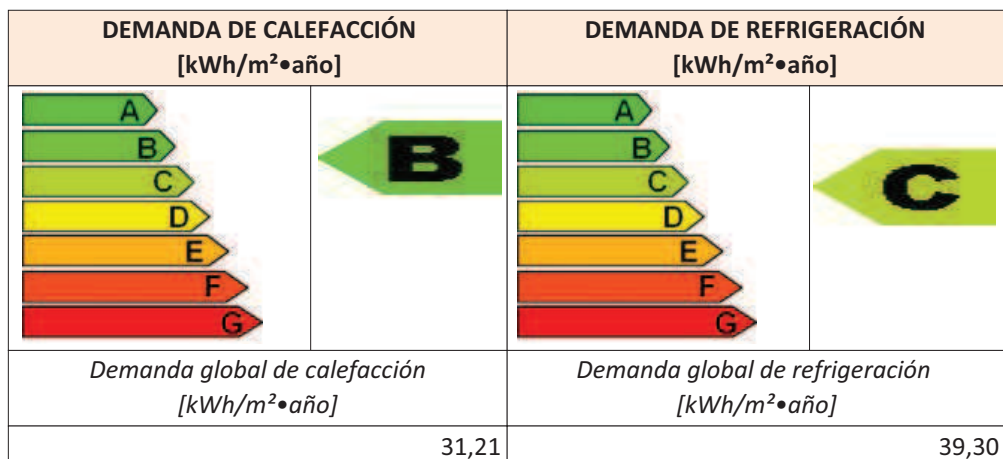 DEMANDA DE CALEFACCIÓN
[kWh/m²•año]
DEMANDA DE REFRIGERACIÓN
[kWh/m²•año]
A
B
C
D
E
F
G
B
A
B
C
D
E
F
G
C
Demanda global de calefacción
[kWh/m²•año]
Demanda global de refrigeración
[kWh/m²•año]
31,21
39,30